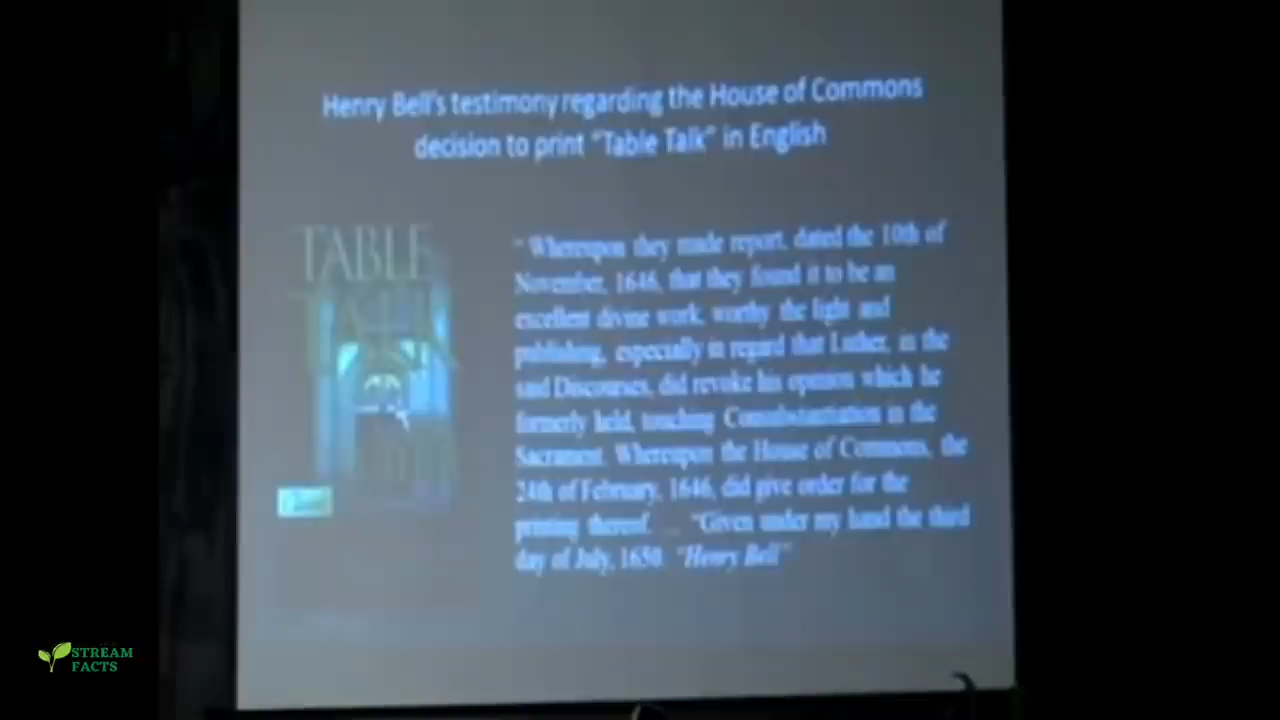 Henry Bell's testimony regarding the House of Commons
decision to print "Table Talk" in English
TABLE
" Whereupon they made report, dated the 10th of
November, 1646, that they found it to be an
excellent divine work, worthy the light and
publishing, especially in regard that Luther, in the
said Discourses, did revoke his opinion which he
formerly held, touching Consubstantiation in the
Sacrament. Whereupon the House of Commons, the
24th of February, 1646, did give order for the
printing thereof. ... "Given under my hand the third
day of July, 1650. "Henry Bell"
STREAM
FACTS